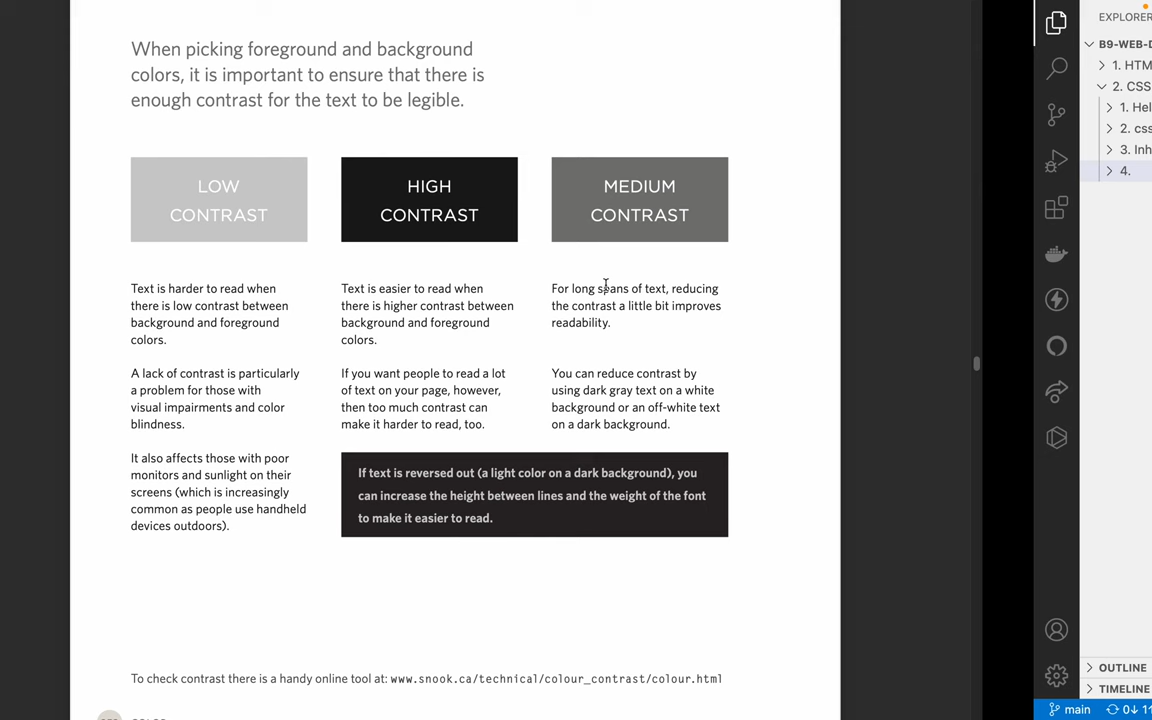 When picking foreground and background
colors, it is important to ensure that there is
enough contrast for the text to be legible.
LOW
CONTRAST
Text is harder to read when
there is low contrast between
background and foreground
colors.
A lack of contrast is particularly
a problem for those with
visual impairments and color
blindness.
It also affects those with poor
monitors and sunlight on their
screens (which is increasingly
common as people use handheld
devices outdoors).
HIGH
CONTRAST
Text is easier to read when
there is higher contrast between
background and foreground
colors.
If you want people to read a lot
of text on your page, however,
then too much contrast can
make it harder to read, too.
MEDIUM
CONTRAST
For long spans of text, reducing
the contrast a little bit improves
readability.
You can reduce contrast by
using dark gray text on a white
background or an off-white text
on a dark background.
If text is reversed out (a light color on a dark background), you
can increase the height between lines and the weight of the font
to make it easier to read.
To check contrast there is a handy online tool at: www.snook.ca/technical/colour_contrast/colour.html
EXPLORER
B9-WEB-D
1. HTM
2. CSS
1. Hel
2. css
3. Inh
4.
OUTLINE
TIMELINE
main 0↓ 11